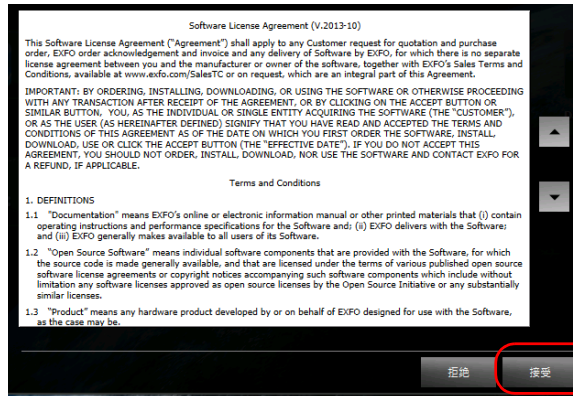 Software License Agreement (V.2013-10)
This Software License Agreement ("Agreement") shall apply to any Customer request for quotation and purchase
order, EXFO order acknowledgement and invoice and any delivery of Software by EXFO, for which there is no separate
license agreement between you and the manufacturer or owner of the software, together with EXFO's Sales Terms and
Conditions, available at www.exfo.com/SalesTC or on request, which are an integral part of this Agreement.
IMPORTANT: BY ORDERING, INSTALLING, DOWNLOADING, OR USING THE SOFTWARE OR OTHERWISE PROCEEDING
WITH ANY TRANSACTION AFTER RECEIPT OF THE AGREEMENT, OR BY CLICKING ON THE ACCEPT BUTTON OR
SIMILAR BUTTON, YOU, AS THE INDIVIDUAL OR SINGLE ENTITY ACQUIRING THE SOFTWARE (THE "CUSTOMER"),
OR AS THE USER (AS HEREINAFTER DEFINED) SIGNIFY THAT YOU HAVE READ AND ACCEPTED THE TERMS AND
CONDITIONS OF THIS AGREEMENT AS OF THE DATE ON WHICH YOU FIRST ORDER THE SOFTWARE, INSTALL,
DOWNLOAD, USE OR CLICK THE ACCEPT BUTTON (THE "EFFECTIVE DATE"). IF YOU DO NOT ACCEPT THIS
AGREEMENT, YOU SHOULD NOT ORDER, INSTALL, DOWNLOAD, NOR USE THE SOFTWARE AND CONTACT EXFO FOR
A REFUND, IF APPLICABLE.
Terms and Conditions
1. DEFINITIONS
1.1 "Documentation" means EXFO's online or electronic information manual or other printed materials that (i) contain
operating instructions and performance specifications for the Software and; (ii) EXFO delivers with the Software;
and (iii) EXFO generally makes available to all users of its Software.
1.2 "Open Source Software" means individual software components that are provided with the Software, for which
the source code is made generally available, and that are licensed under the terms of various published open source
software license agreements or copyright notices accompanying such software components which include without
limitation any software licenses approved as open source licenses by the Open Source Initiative or any substantially
similar licenses.
1.3 "Product" means any hardware product developed by or on behalf of EXFO designed for use with the Software,
as the case may be.
拒絶
接受